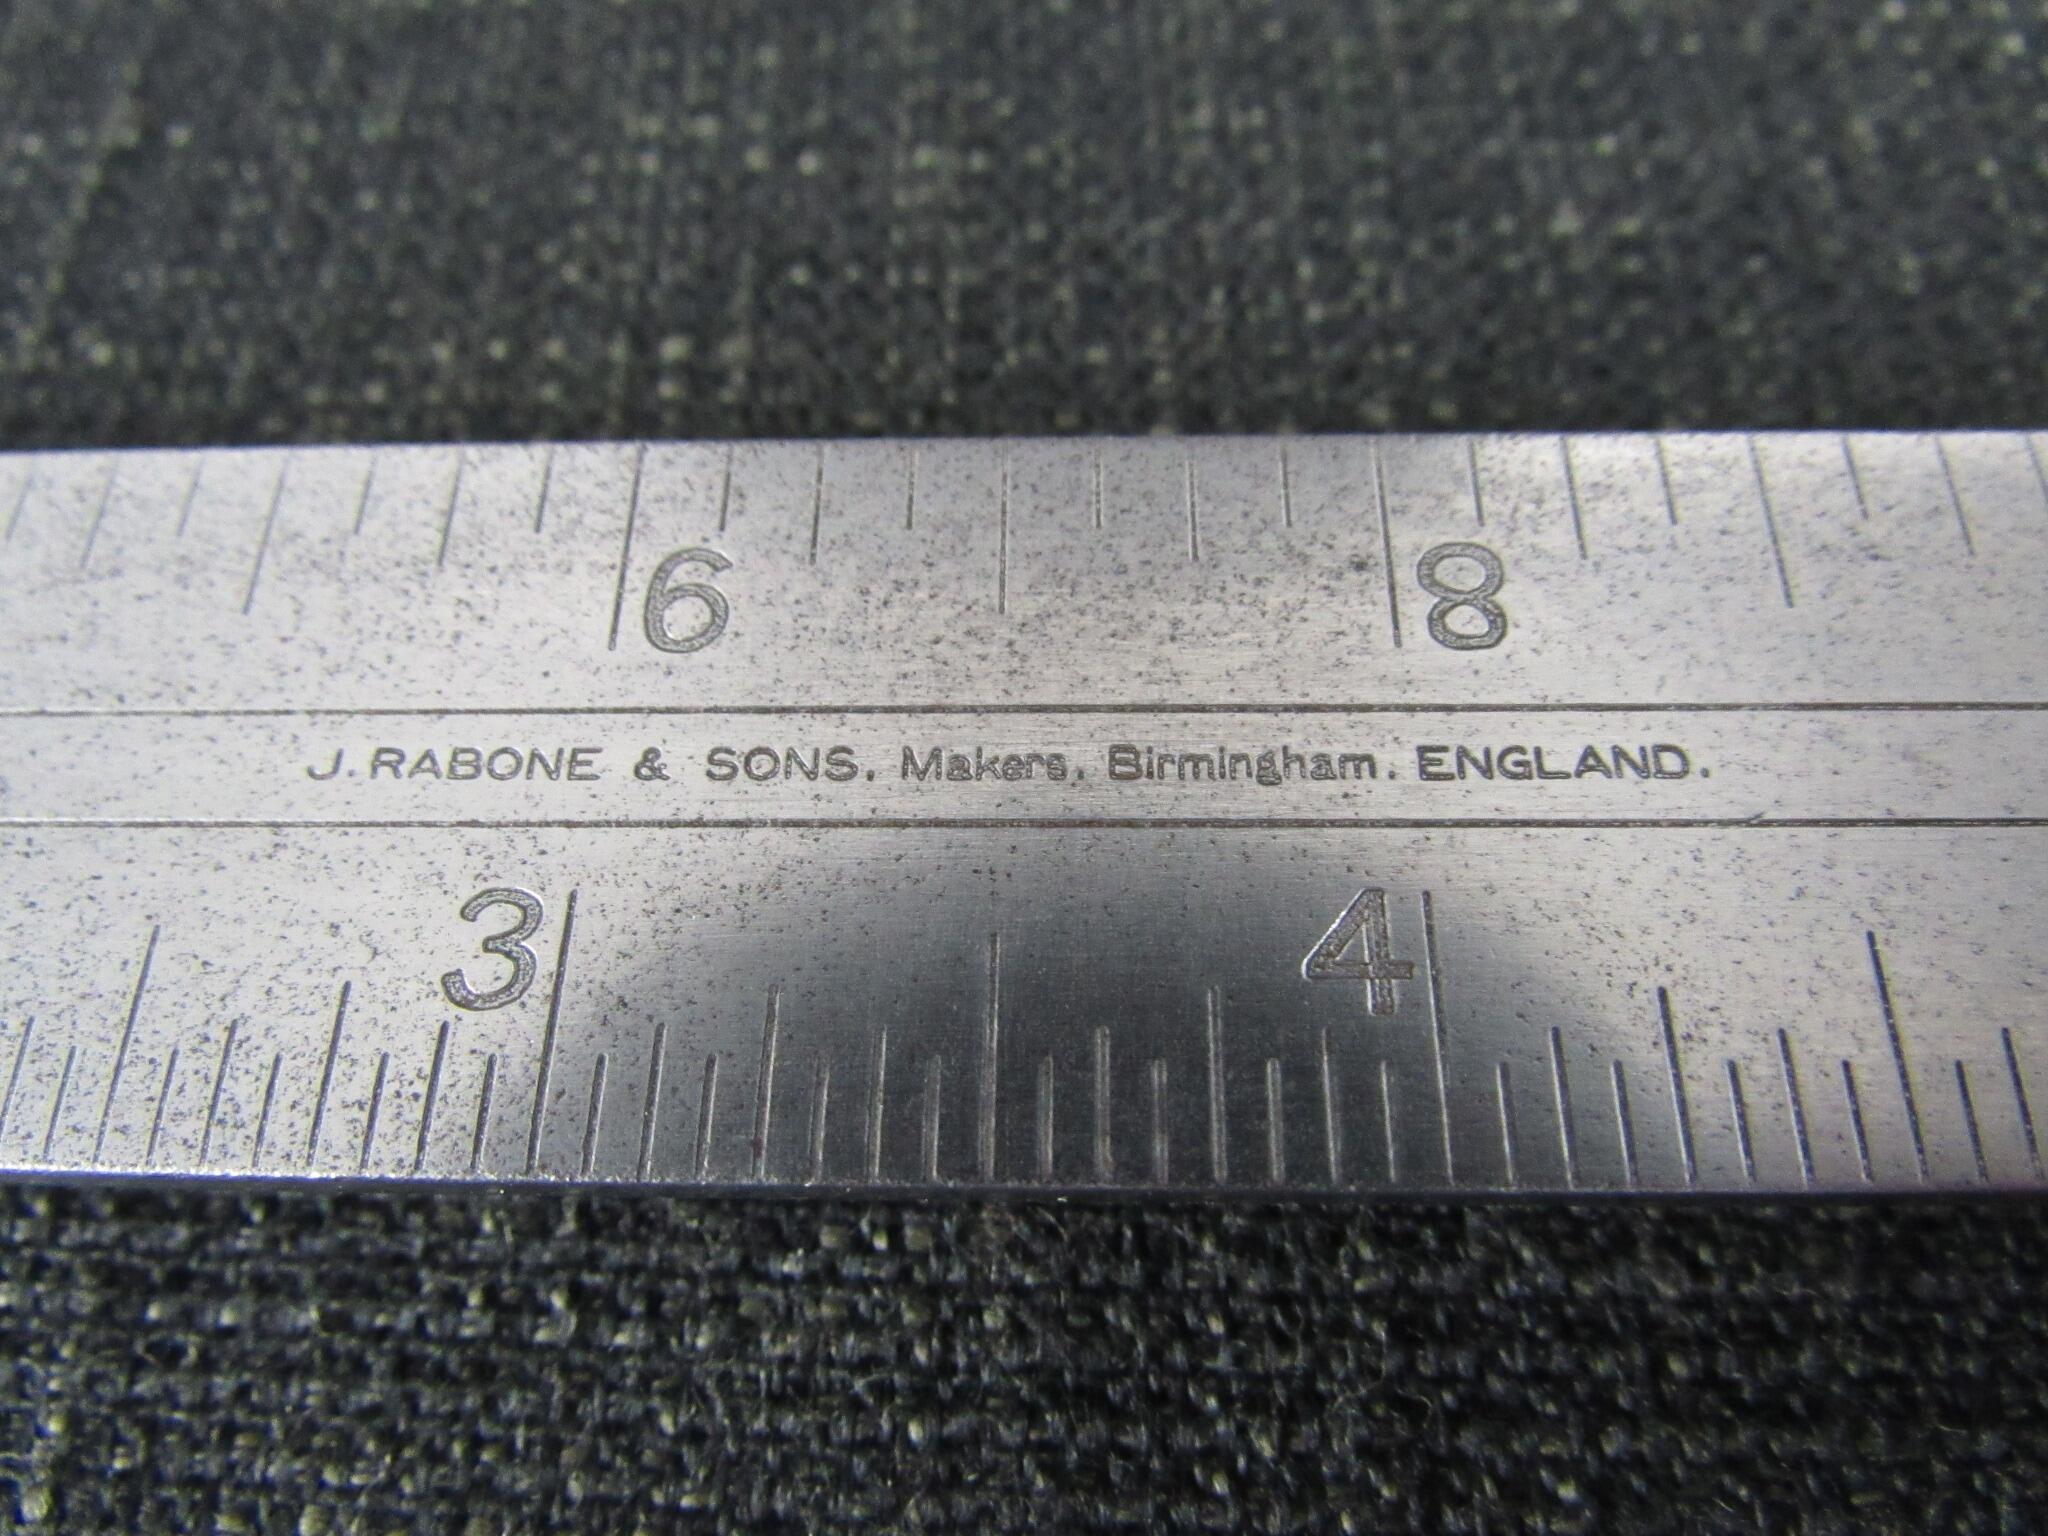 6 8
J. RABONE & SONS. Makers. Birmingham. ENGLAND.
3 4